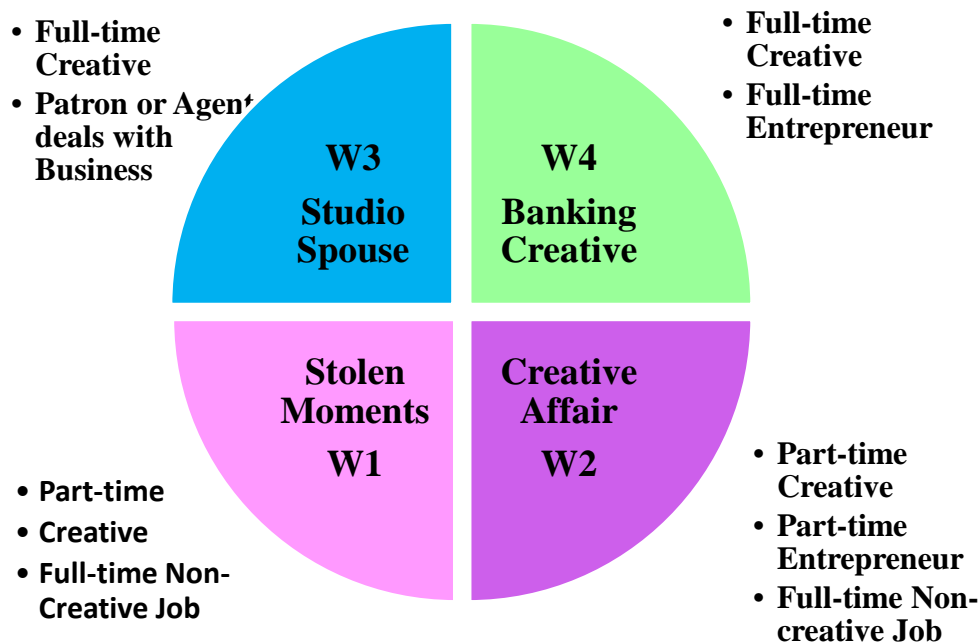 • Full-time
Creative
• Patron or Agent
deals with
Business
W3
Studio
Spouse
W4
Banking
Creative
• Full-time
Creative
• Full-time
Entrepreneur
Stolen
Moments
W1
Creative
Affair
W2
• Part-time
• Creative
• Full-time Non-
Creative Job
• Part-time
Creative
• Part-time
Entrepreneur
• Full-time Non-
creative Job